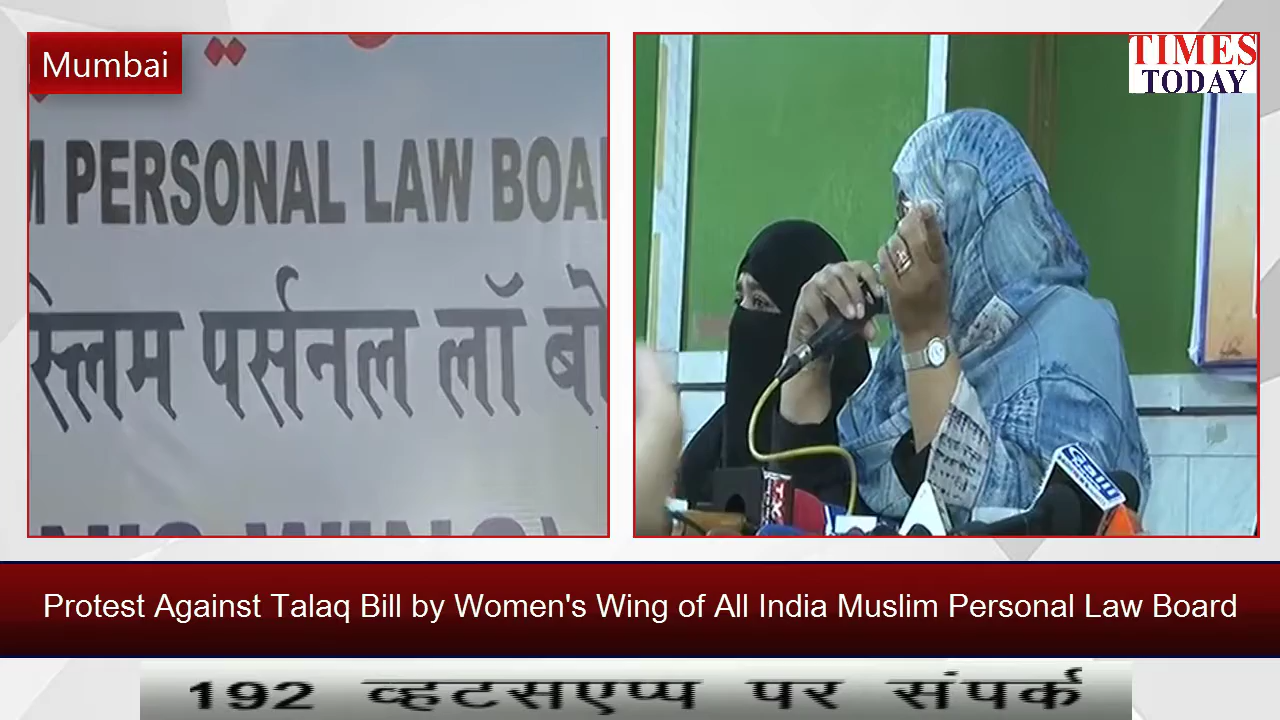 Mumbai
TIMES
TODAY
PERSONAL LAW
पर्सनल लॉ
Protest Against Talaq Bill by Women's Wing of All India Muslim Personal Law Board
192 व्हटसएप्प पर संपर्क